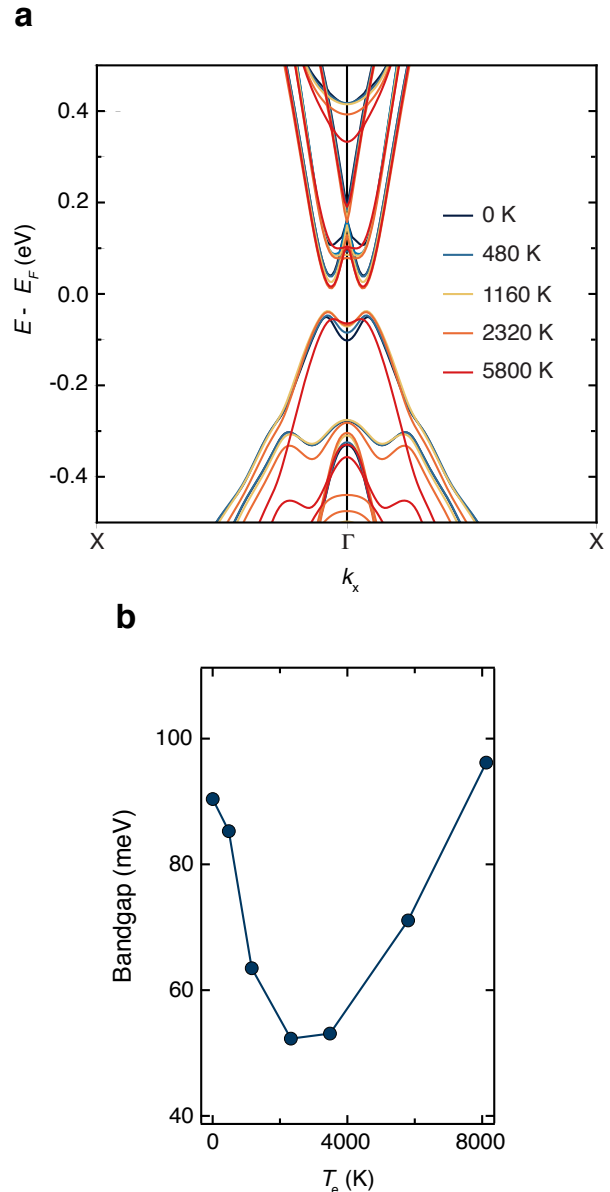 a
0.4
0.2
0.0
-0.2
-0.4
E - E_F (eV)
0 K
480 K
1160 K
2320 K
5800 K
X
Γ
X
k_x
b
100
80
60
40
Bandgap (meV)
0
4000
8000
T_e (K)